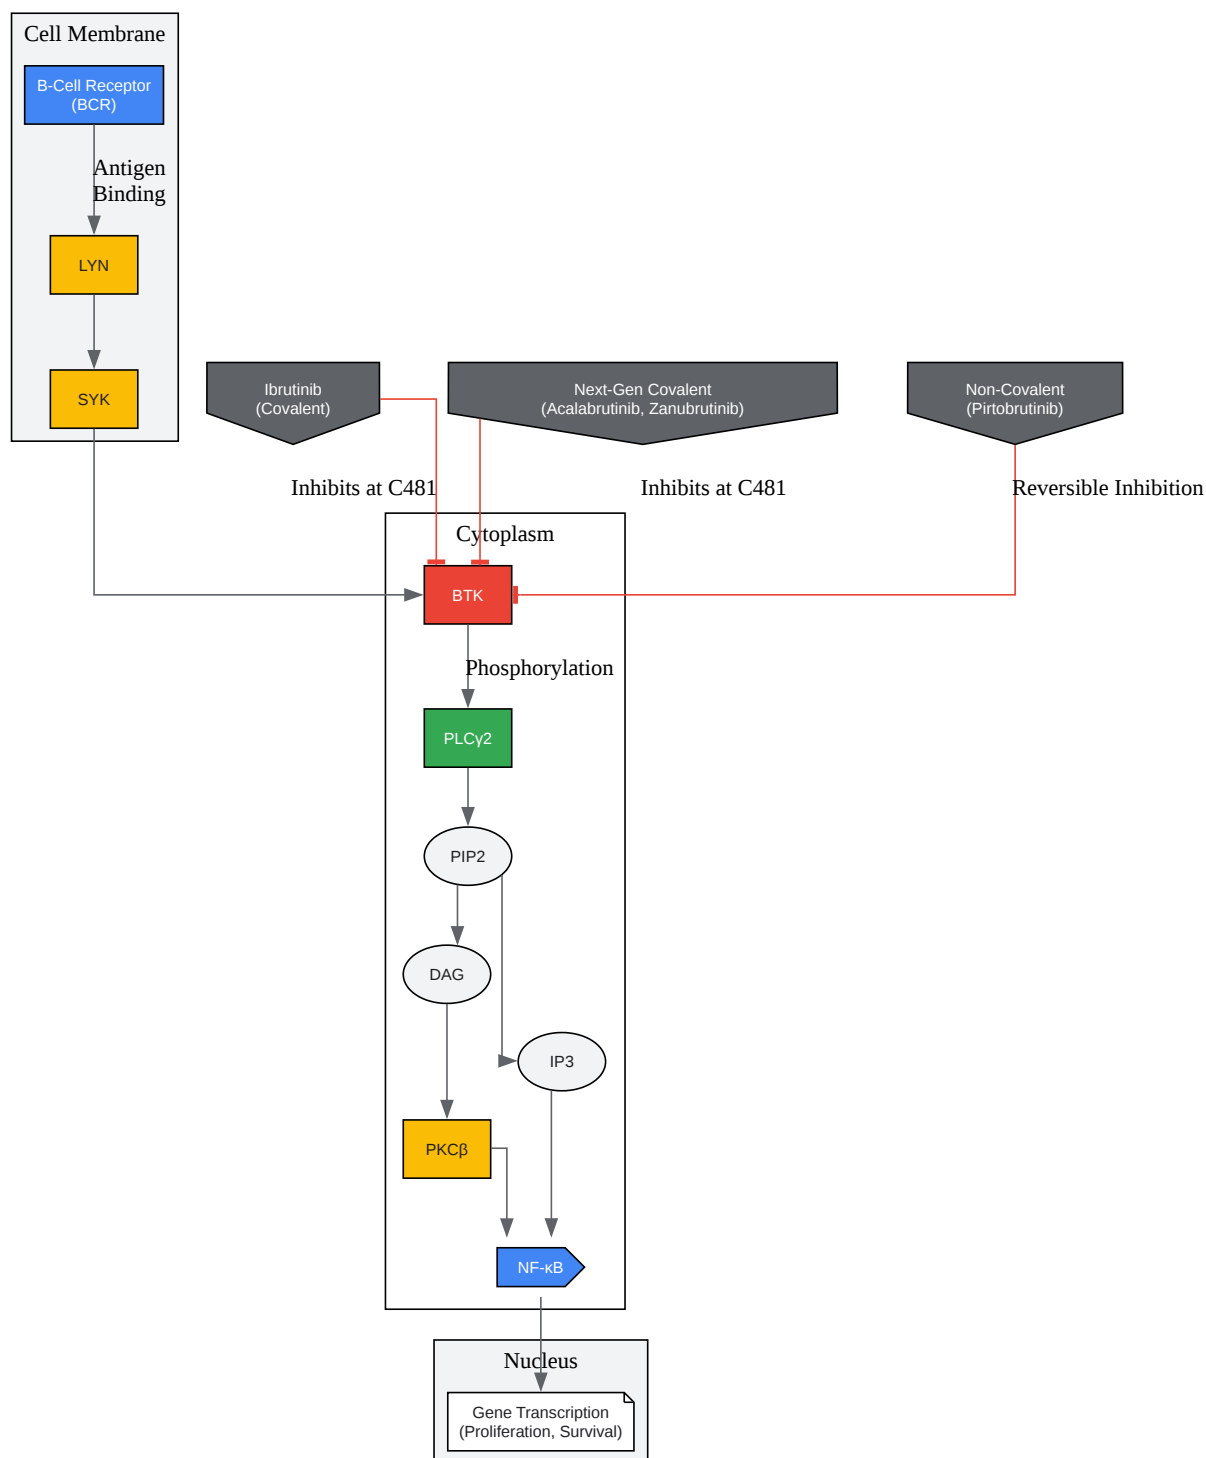 Cell Membrane
B-Cell Receptor
(BCR)
Antigen
Binding
LYN
SYK
Ibrutinib
(Covalent)
Next-Gen Covalent
(Acalabrutinib, Zanubrutinib)
Non-Covalent
(Pirtobrutinib)
Inhibits at C481
Inhibits at C481
Reversible Inhibition
Cytoplasm
BTK
Phosphorylation
PLCγ2
PIP2
DAG
IP3
PKCβ
NF-κB
Nucleus
Gene Transcription
(Proliferation, Survival)